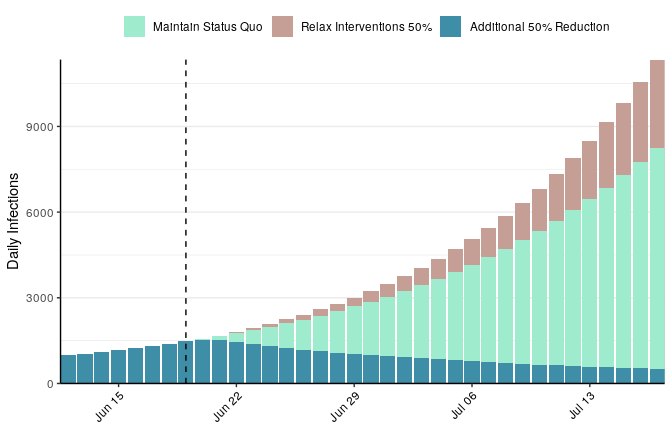 Maintain Status Quo Relax Interventions 50% Additional 50% Reduction
Daily Infections
9000
6000
3000
0
Jun 15 Jun 22 Jun 29 Jul 06 Jul 13